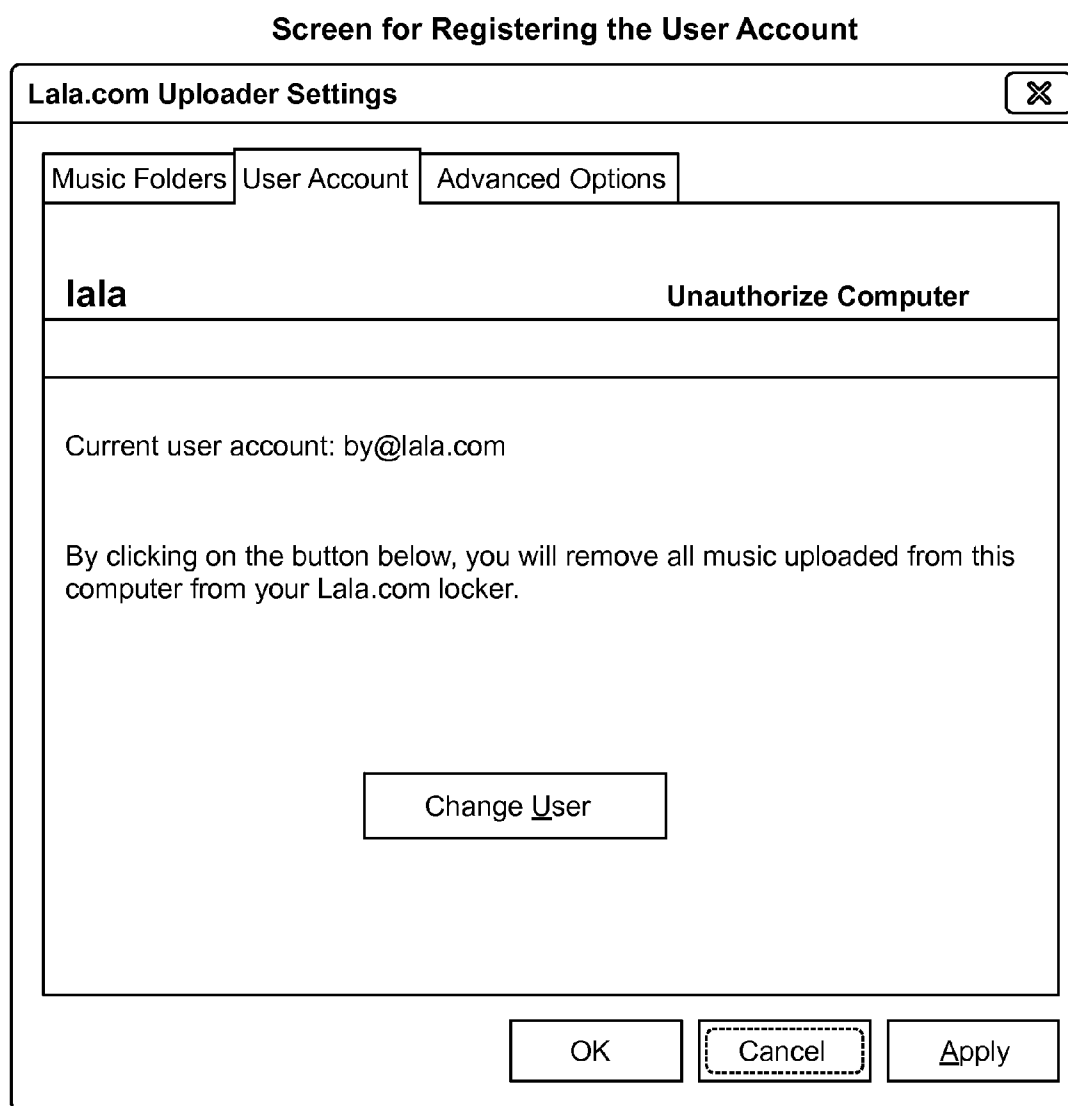 Screen for Registering the User Account
Lala.com Uploader Settings
Music Folders User Account Advanced Options
lala Unauthorize Computer
Current user account: by@lala.com
By clicking on the button below, you will remove all music uploaded from this
computer from your Lala.com locker.
Change User
OK Cancel Apply